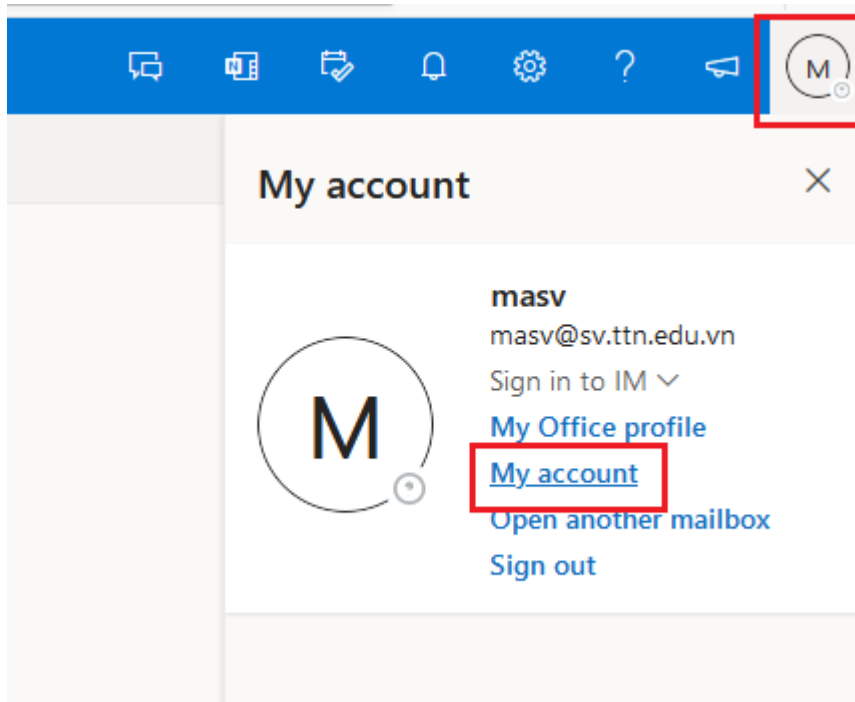 M
My account
masv
masv@sv.ttn.edu.vn
Sign in to IM
M
My Office profile
My account
Open another mailbox
Sign out